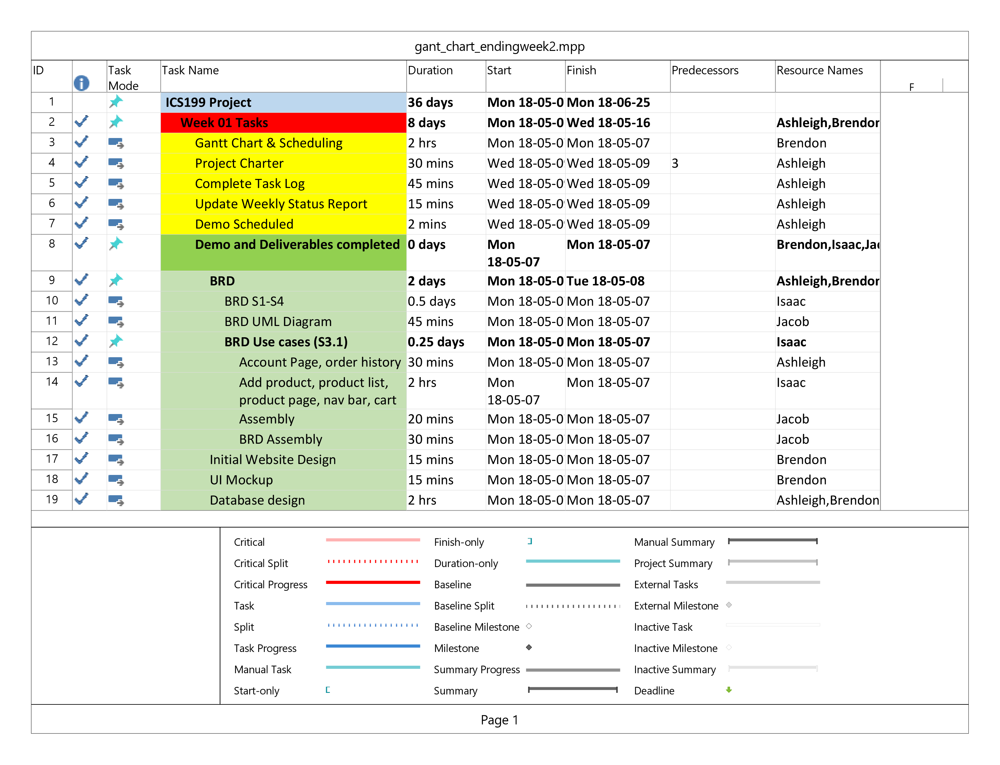 gant_chart_endingweek2.mpp
ID Task Mode Task Name Duration Start Finish Predecessors Resource Names F
1 ICS199 Project 36 days Mon 18-05-0 Mon 18-06-25
2 Week 01 Tasks 8 days Mon 18-05-0 Wed 18-05-16 Ashleigh,Brendon
3 Gantt Chart & Scheduling 2 hrs Mon 18-05-0 Mon 18-05-07 Brendon
4 Project Charter 30 mins Wed 18-05-09 Wed 18-05-09 3 Ashleigh
5 Complete Task Log 45 mins Wed 18-05-09 Wed 18-05-09 Ashleigh
6 Update Weekly Status Report 15 mins Wed 18-05-09 Wed 18-05-09 Ashleigh
7 Demo Scheduled 2 mins Wed 18-05-09 Wed 18-05-09 Ashleigh
8 Demo and Deliverables completed 0 days Mon 18-05-07 Mon 18-05-07 Brendon,Isaac,Jac
9 BRD 2 days Mon 18-05-0 Tue 18-05-08 Ashleigh,Brendon
10 BRD S1-S4 0.5 days Mon 18-05-0 Mon 18-05-07 Isaac
11 BRD UML Diagram 45 mins Mon 18-05-0 Mon 18-05-07 Jacob
12 BRD Use cases (S3.1) 0.25 days Mon 18-05-0 Mon 18-05-07 Isaac
13 Account Page, order history 30 mins Mon 18-05-0 Mon 18-05-07 Ashleigh
14 Add product, product list, product page, nav bar, cart 2 hrs Mon 18-05-07 Mon 18-05-07 Isaac
15 Assembly 20 mins Mon 18-05-0 Mon 18-05-07 Jacob
16 BRD Assembly 30 mins Mon 18-05-0 Mon 18-05-07 Jacob
17 Initial Website Design 15 mins Mon 18-05-0 Mon 18-05-07 Brendon
18 UI Mockup 15 mins Mon 18-05-0 Mon 18-05-07 Brendon
19 Database design 2 hrs Mon 18-05-0 Mon 18-05-07 Ashleigh,Brendon
Critical Finish-only Manual Summary
Critical Split Duration-only Project Summary
Critical Progress Baseline External Tasks
Task Baseline Split External Milestone
Split Baseline Milestone Inactive Task
Task Progress Milestone Inactive Milestone
Manual Task Summary Progress Inactive Summary
Start-only Summary Deadline
Page 1